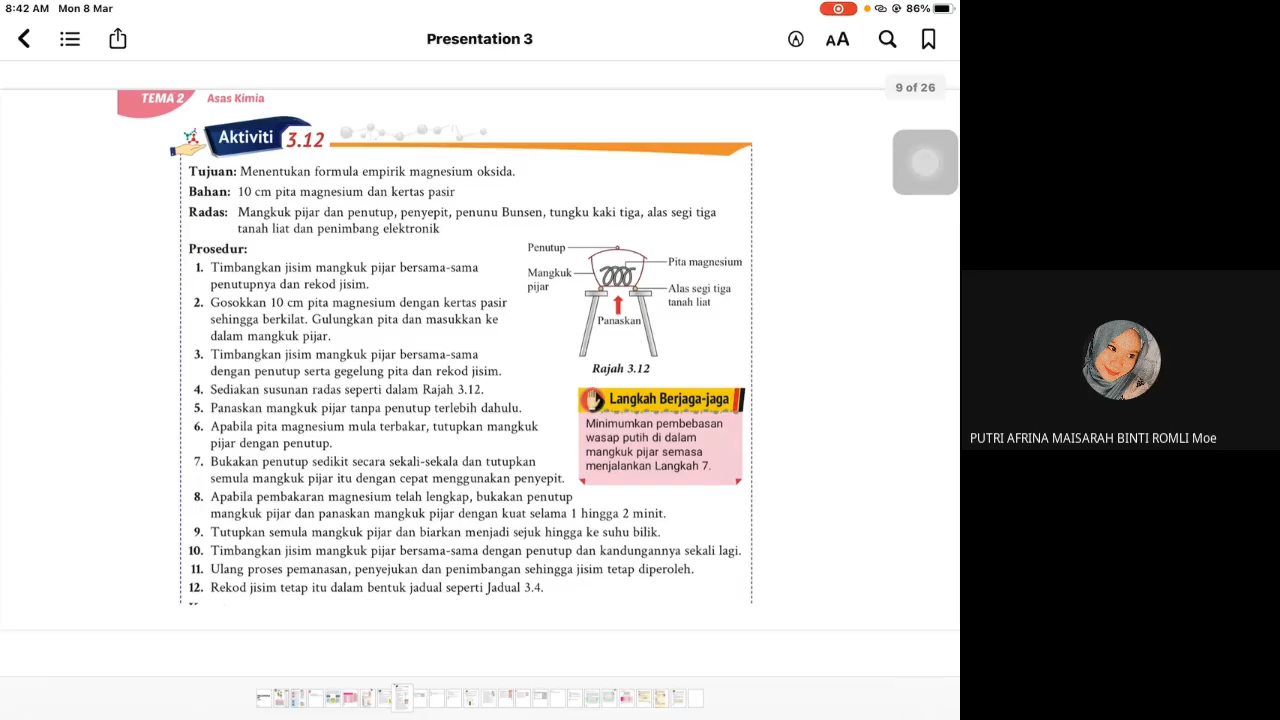 8:42 AM Mon 8 Mar
86%
Presentation 3
AA
9 of 26
TEMA 2 Asas Kimia
Aktiviti 3.12
Tujuan: Menentukan formula empirik magnesium oksida.
Bahan: 10 cm pita magnesium dan kertas pasir
Radas: Mangkuk pijar dan penutup, penyepit, penunu Bunsen, tungku kaki tiga, alas segi tiga
tanah liat dan penimbang elektronik
Prosedur:
1. Timbangkan jisim mangkuk pijar bersama-sama
penutupnya dan rekod jisim.
2. Gosokkan 10 cm pita magnesium dengan kertas pasir
sehingga berkilat. Gulungkan pita dan masukkan ke
dalam mangkuk pijar.
3. Timbangkan jisim mangkuk pijar bersama-sama
dengan penutup serta gegelung pita dan rekod jisim.
4. Sediakan susunan radas seperti dalam Rajah 3.12.
5. Panaskan mangkuk pijar tanpa penutup terlebih dahulu.
6. Apabila pita magnesium mula terbakar, tutupkan mangkuk
pijar dengan penutup.
7. Bukakan penutup sedikit secara sekali-sekala dan tutupkan
semula mangkuk pijar itu dengan cepat menggunakan penyepit.
8. Apabila pembakaran magnesium telah lengkap, bukakan penutup
mangkuk pijar dan panaskan mangkuk pijar dengan kuat selama 1 hingga 2 minit.
9. Tutupkan semula mangkuk pijar dan biarkan menjadi sejuk hingga ke suhu bilik.
10. Timbangkan jisim mangkuk pijar bersama-sama dengan penutup dan kandungannya sekali lagi.
11. Ulang proses pemanasan, penyejukan dan penimbangan sehingga jisim tetap diperoleh.
12. Rekod jisim tetap itu dalam bentuk jadual seperti Jadual 3.4.
Penutup
Mangkuk
pijar
Pita magnesium
Alas segi tiga
tanah liat
Panaskan
Rajah 3.12
Langkah Berjaga-jaga
Minimumkan pembebasan
wasap putih di dalam
mangkuk pijar semasa
menjalankan Langkah 7.
PUTRI AFRINA MAISARAH BINTI ROMLI Moe